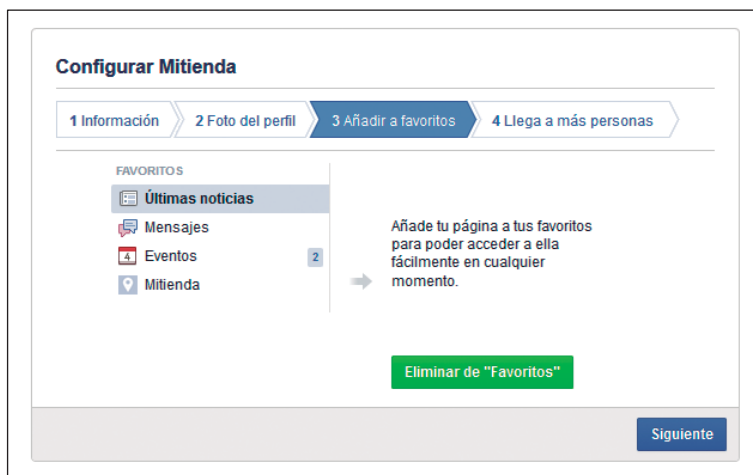 Configurar Mitienda
1 Información 2 Foto del perfil 3 Añadir a favoritos 4 Llega a más personas
FAVORITOS
Últimas noticias
Mensajes
4 Eventos 2
Mitienda
Añade tu página a tus favoritos
para poder acceder a ella
fácilmente en cualquier
momento.
Eliminar de "Favoritos"
Siguiente